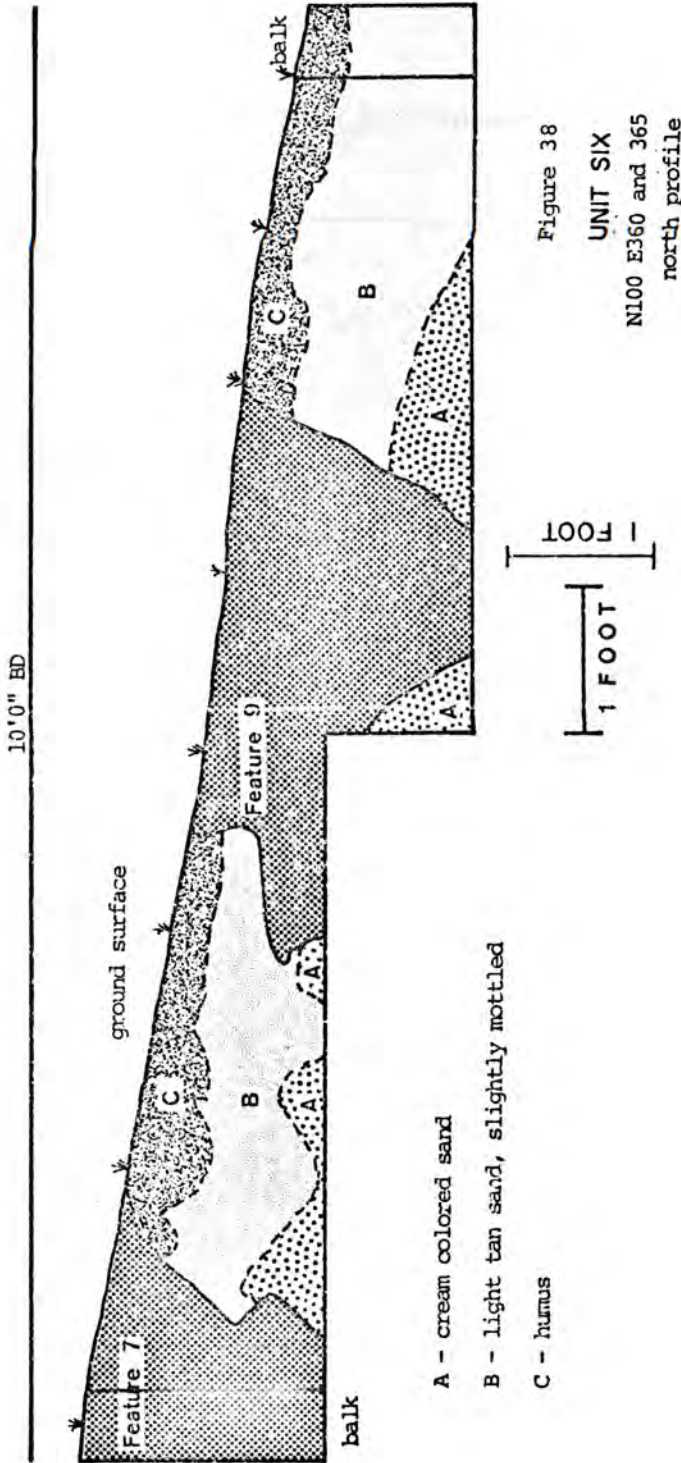 10'0" BD
ground surface
balk
Feature 7
C
B
A
A
A
Feature 9
A
C
B
A
balk
A - cream colored sand
B - light tan sand, slightly mottled
C - humus
1 FOOT
1 FOOT
Figure 38
UNIT SIX
N100 E360 and 365
north profile